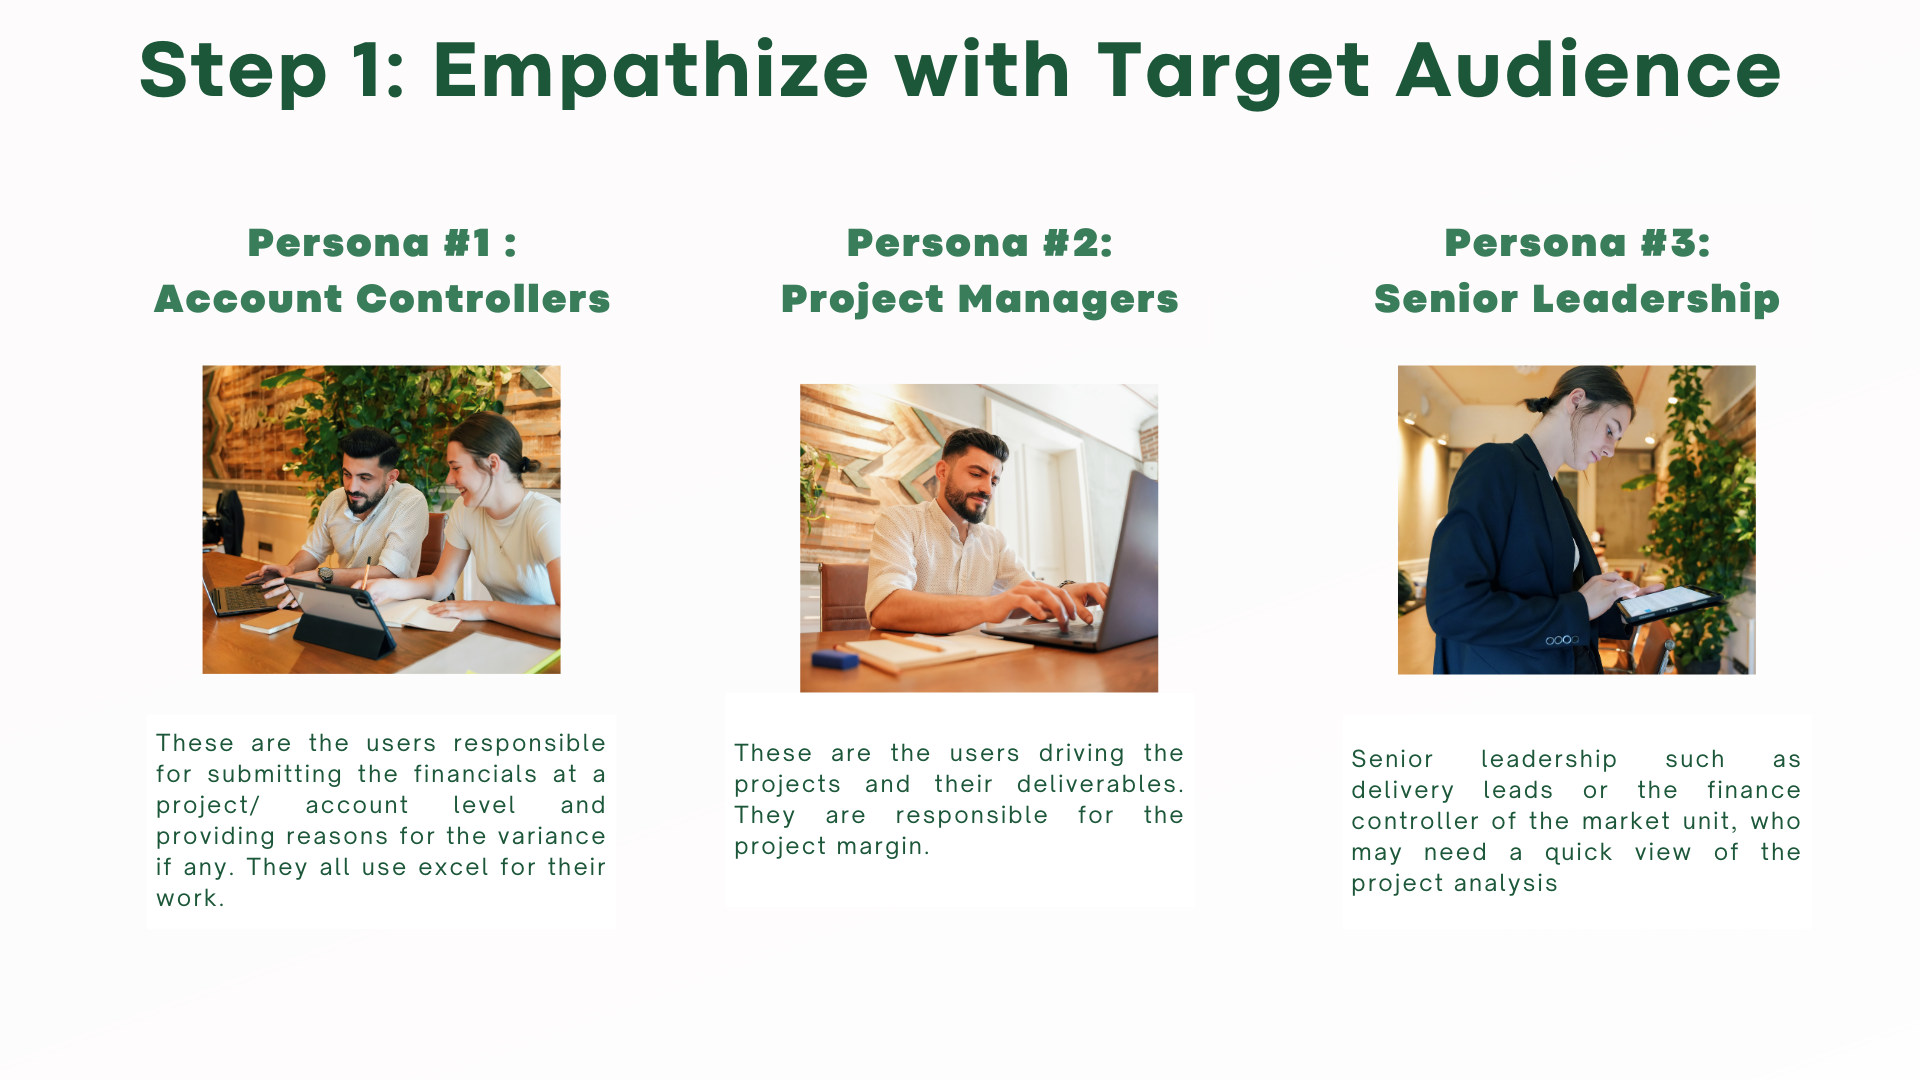 Step 1: Empathize with Target Audience
Persona #1 :
Account Controllers
These are the users responsible
for submitting the financials at a
project/ account level and
providing reasons for the variance
if any. They all use excel for their
work.
Persona #2:
Project Managers
These are the users driving the
projects and their deliverables.
They are responsible for the
project margin.
Persona #3:
Senior Leadership
Senior leadership such as
delivery leads or the finance
controller of the market unit, who
may need a quick view of the
project analysis